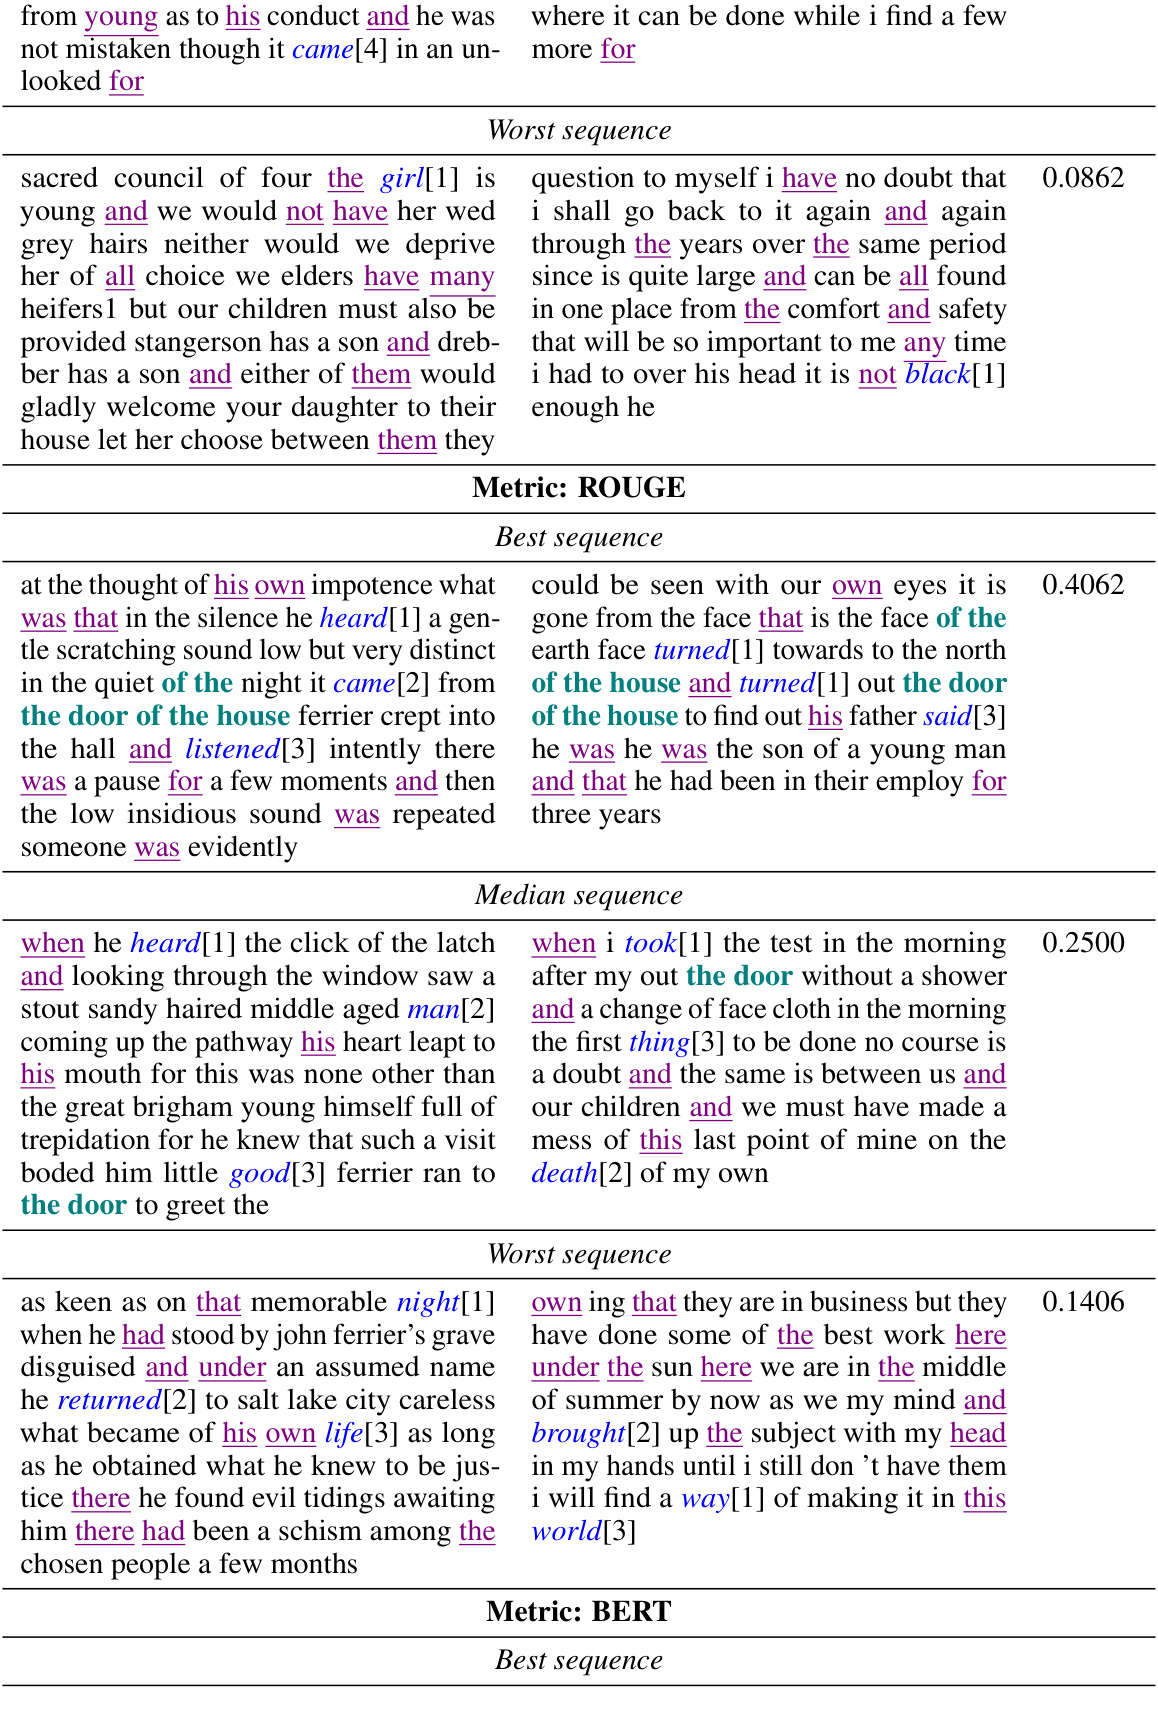 from young as to his conduct and he was
not mistaken though it came[4] in an un-
looked for
where it can be done while i find a few
more for
Worst sequence
sacred council of four the girl[1] is
young and we would not have her wed
grey hairs neither would we deprive
her of all choice we elders have many
heifers1 but our children must also be
provided stangerson has a son and dreb-
ber has a son and either of them would
gladly welcome your daughter to their
house let her choose between them they
question to myself i have no doubt that
i shall go back to it again and again
through the years over the same period
since is quite large and can be all found
in one place from the comfort and safety
that will be so important to me any time
i had to over his head it is not black[1]
enough he
0.0862
Metric: ROUGE
Best sequence
at the thought of his own impotence what
was that in the silence he heard[1] a gen-
tle scratching sound low but very distinct
in the quiet of the night it came[2] from
the door of the house ferrier crept into
the hall and listened[3] intently there
was a pause for a few moments and then
the low insidious sound was repeated
someone was evidently
could be seen with our own eyes it is
gone from the face that is the face of the
earth face turned[1] towards to the north
of the house and turned[1] out the door
of the house to find out his father said[3]
he was he was the son of a young man
and that he had been in their employ for
three years
0.4062
Median sequence
when he heard[1] the click of the latch
and looking through the window saw a
stout sandy haired middle aged man[2]
coming up the pathway his heart leapt to
his mouth for this was none other than
the great brigham young himself full of
trepidation for he knew that such a visit
boded him little good[3] ferrier ran to
the door to greet the
when i took[1] the test in the morning
after my out the door without a shower
and a change of face cloth in the morning
the first thing[3] to be done no course is
a doubt and the same is between us and
our children and we must have made a
mess of this last point of mine on the
death[2] of my own
0.2500
Worst sequence
as keen as on that memorable night[1]
when he had stood by john ferrier's grave
disguised and under an assumed name
he returned[2] to salt lake city careless
what became of his own life[3] as long
as he obtained what he knew to be jus-
tice there he found evil tidings awaiting
him there had been a schism among the
chosen people a few months
own ing that they are in business but they
have done some of the best work here
under the sun here we are in the middle
of summer by now as we my mind and
brought[2] up the subject with my head
in my hands until i still don 't have them
i will find a way[1] of making it in this
world[3]
0.1406
Metric: BERT
Best sequence